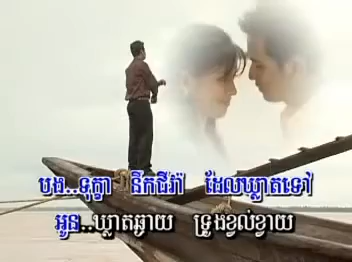 បង..ទុក្ខា នឹកជីវ៉ា ដែលឃ្លាតទៅ
អូន..ឃ្លាតឆ្ងាយ ទ្រូងខ្វល់ខ្វាយ